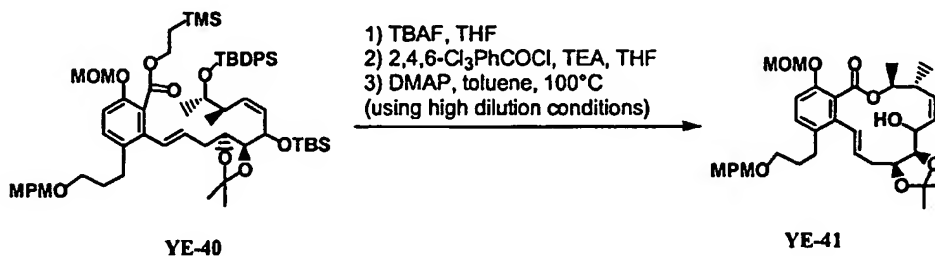 TMS
O
O
TBDPS
O
MOMO
OTBS
O
O
MPMO
YE-40
1) TBAF, THF
2) 2,4,6-Cl₃PhCOCl, TEA, THF
3) DMAP, toluene, 100°C
(using high dilution conditions)
MOMO
O
O
HO
O
O
MPMO
YE-41